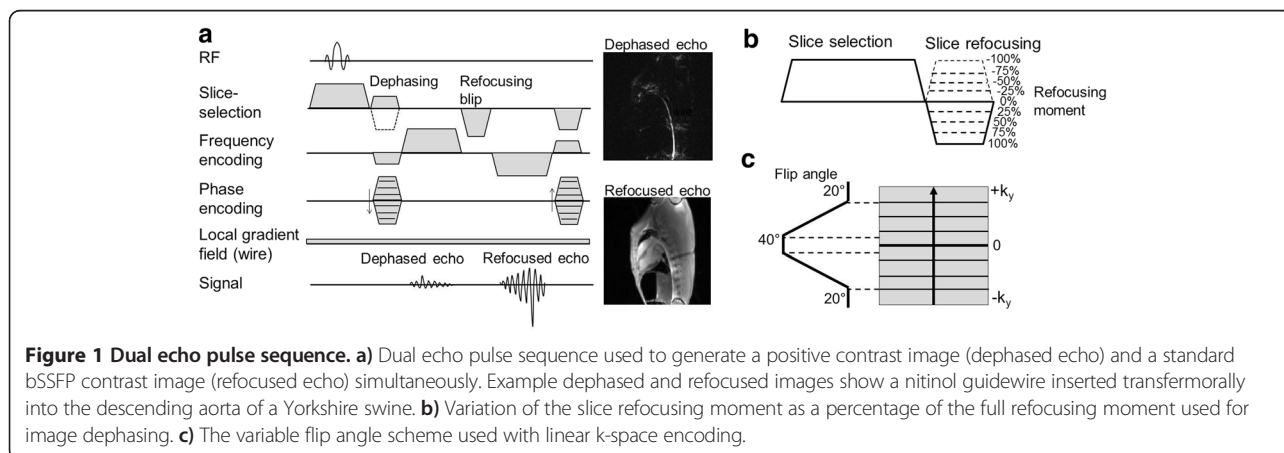 a
RF
Slice-
selection
Dephasing
Refocusing
blip
Frequency
encoding
Phase
encoding
Local gradient
field (wire)
Dephased echo
Refocused echo
Signal
Dephased echo
Refocused echo
b
Slice selection
Slice refocusing
-100%
-75%
-50%
-25%
0%
25%
50%
75%
100%
Refocusing
moment
c
Flip angle
20°
40°
20°
+ky
0
-ky
Figure 1 Dual echo pulse sequence. a) Dual echo pulse sequence used to generate a positive contrast image (dephased echo) and a standard
bSSFP contrast image (refocused echo) simultaneously. Example dephased and refocused images show a nitinol guidewire inserted transfermorally
into the descending aorta of a Yorkshire swine. b) Variation of the slice refocusing moment as a percentage of the full refocusing moment used for
image dephasing. c) The variable flip angle scheme used with linear k-space encoding.